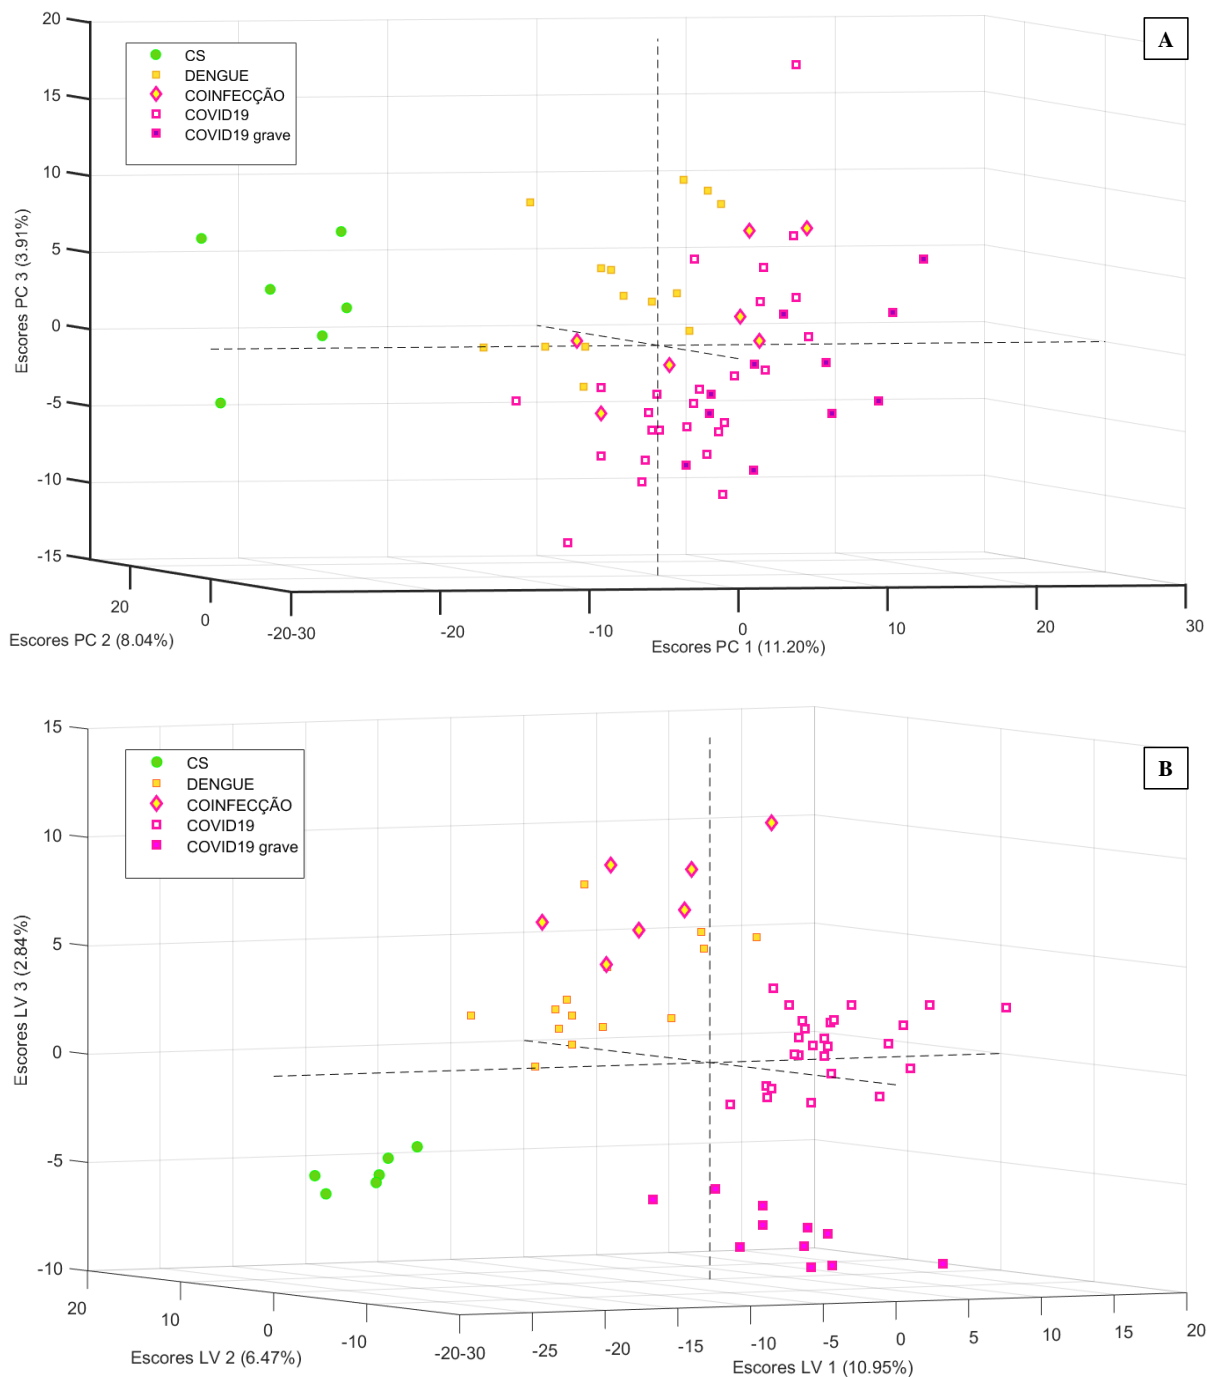 A
20
15
10
5
0
-5
-10
-15
Escores PC 3 (3.91%)
CS
DENGUE
COINFECÇÃO
COVID19
COVID19 grave
20
0
-20-30
-20
-10
0
10
20
30
Escores PC 2 (8.04%)
Escores PC 1 (11.20%)
B
15
10
5
0
-5
-10
Escores LV 3 (2.84%)
CS
DENGUE
COINFECÇÃO
COVID19
COVID19 grave
20
10
0
-10
-20-30
-25
-20
-15
-10
-5
0
5
10
15
20
Escores LV 2 (6.47%)
Escores LV 1 (10.95%)